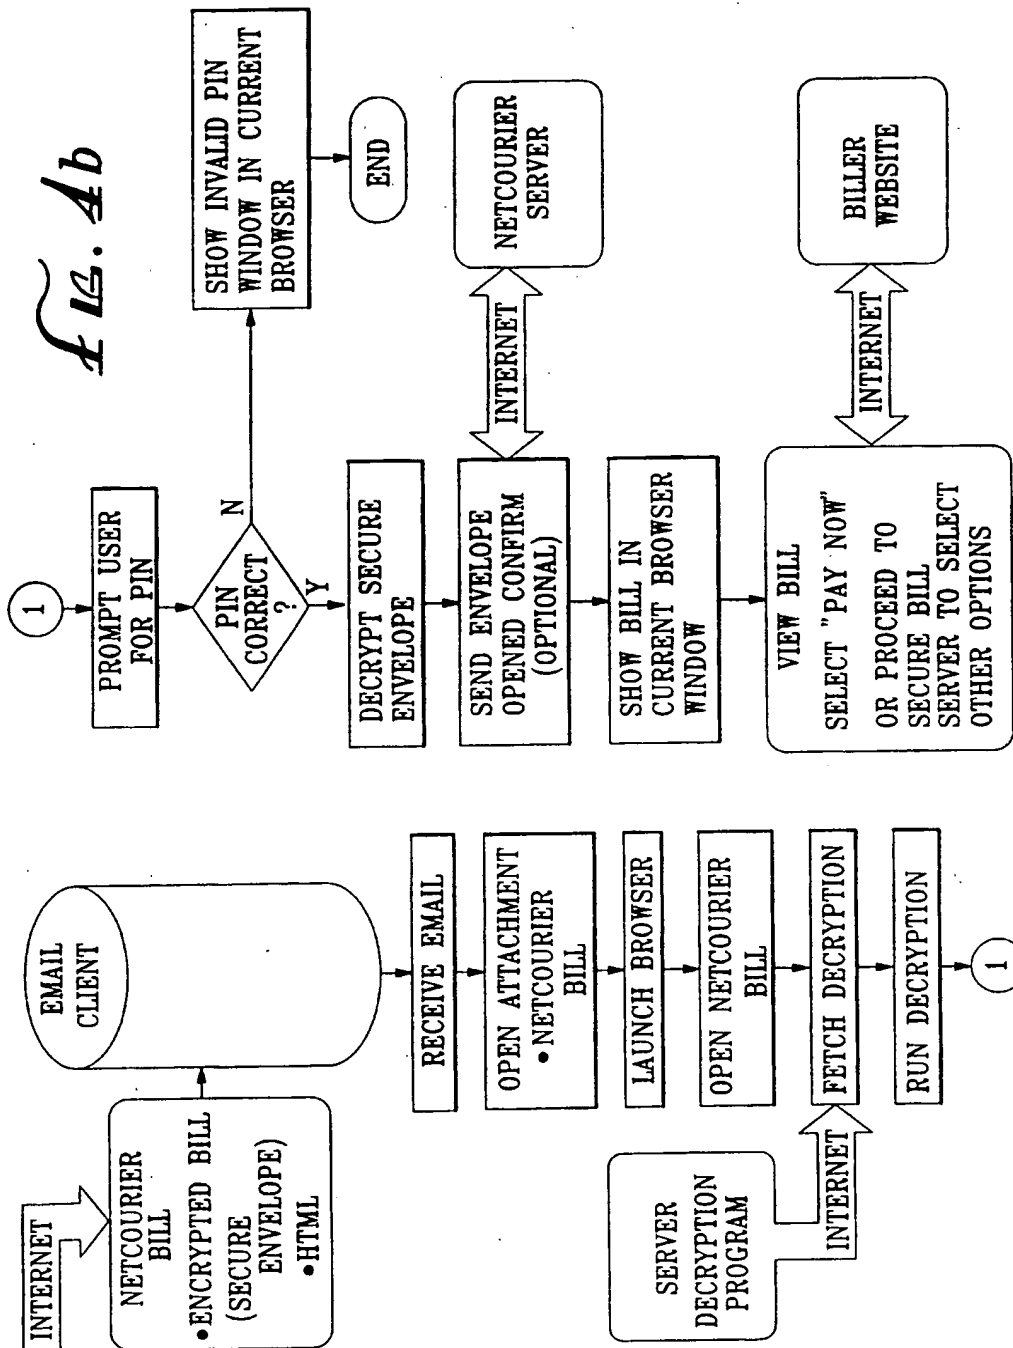 INTERNET
NETCOURIER
BILL
•ENCRYPTED BILL
(SECURE
ENVELOPE)
•HTML
EMAIL
CLIENT
RECEIVE EMAIL
OPEN ATTACHMENT
•NETCOURIER
BILL
LAUNCH BROWSER
OPEN NETCOURIER
BILL
SERVER
DECRYPTION
PROGRAM
INTERNET
FETCH DECRYPTION
RUN DECRYPTION
1
FIG. 4b
1
PROMPT USER
FOR PIN
PIN
CORRECT
?
N
Y
SHOW INVALID PIN
WINDOW IN CURRENT
BROWSER
END
DECRYPT SECURE
ENVELOPE
SEND ENVELOPE
OPENED CONFIRM
(OPTIONAL)
INTERNET
NETCOURIER
SERVER
SHOW BILL IN
CURRENT BROWSER
WINDOW
VIEW BILL
SELECT "PAY NOW"
OR PROCEED TO
SECURE BILL
SERVER TO SELECT
OTHER OPTIONS
INTERNET
BILLER
WEBSITE